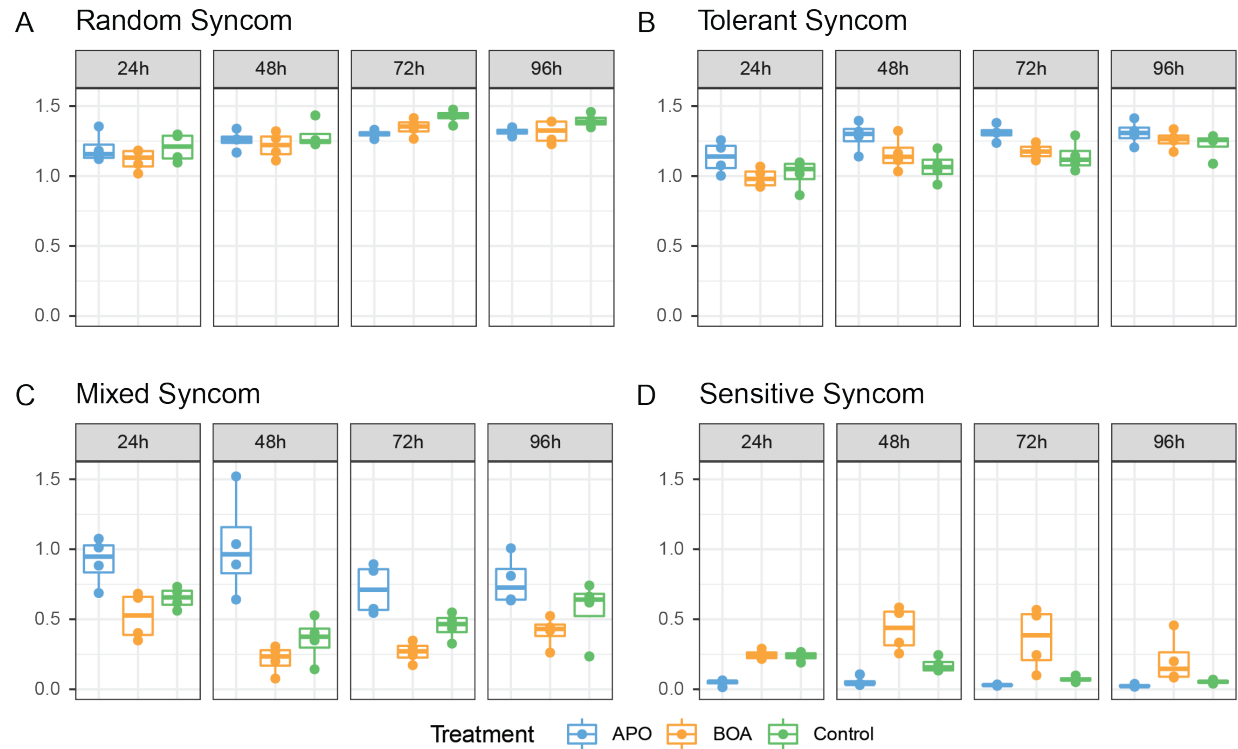 A Random Syncom
24h 48h 72h 96h
1.5
1.0
0.5
0.0
B Tolerant Syncom
24h 48h 72h 96h
1.5
1.0
0.5
0.0
C Mixed Syncom
24h 48h 72h 96h
1.5
1.0
0.5
0.0
D Sensitive Syncom
24h 48h 72h 96h
1.5
1.0
0.5
0.0
Treatment APO BOA Control